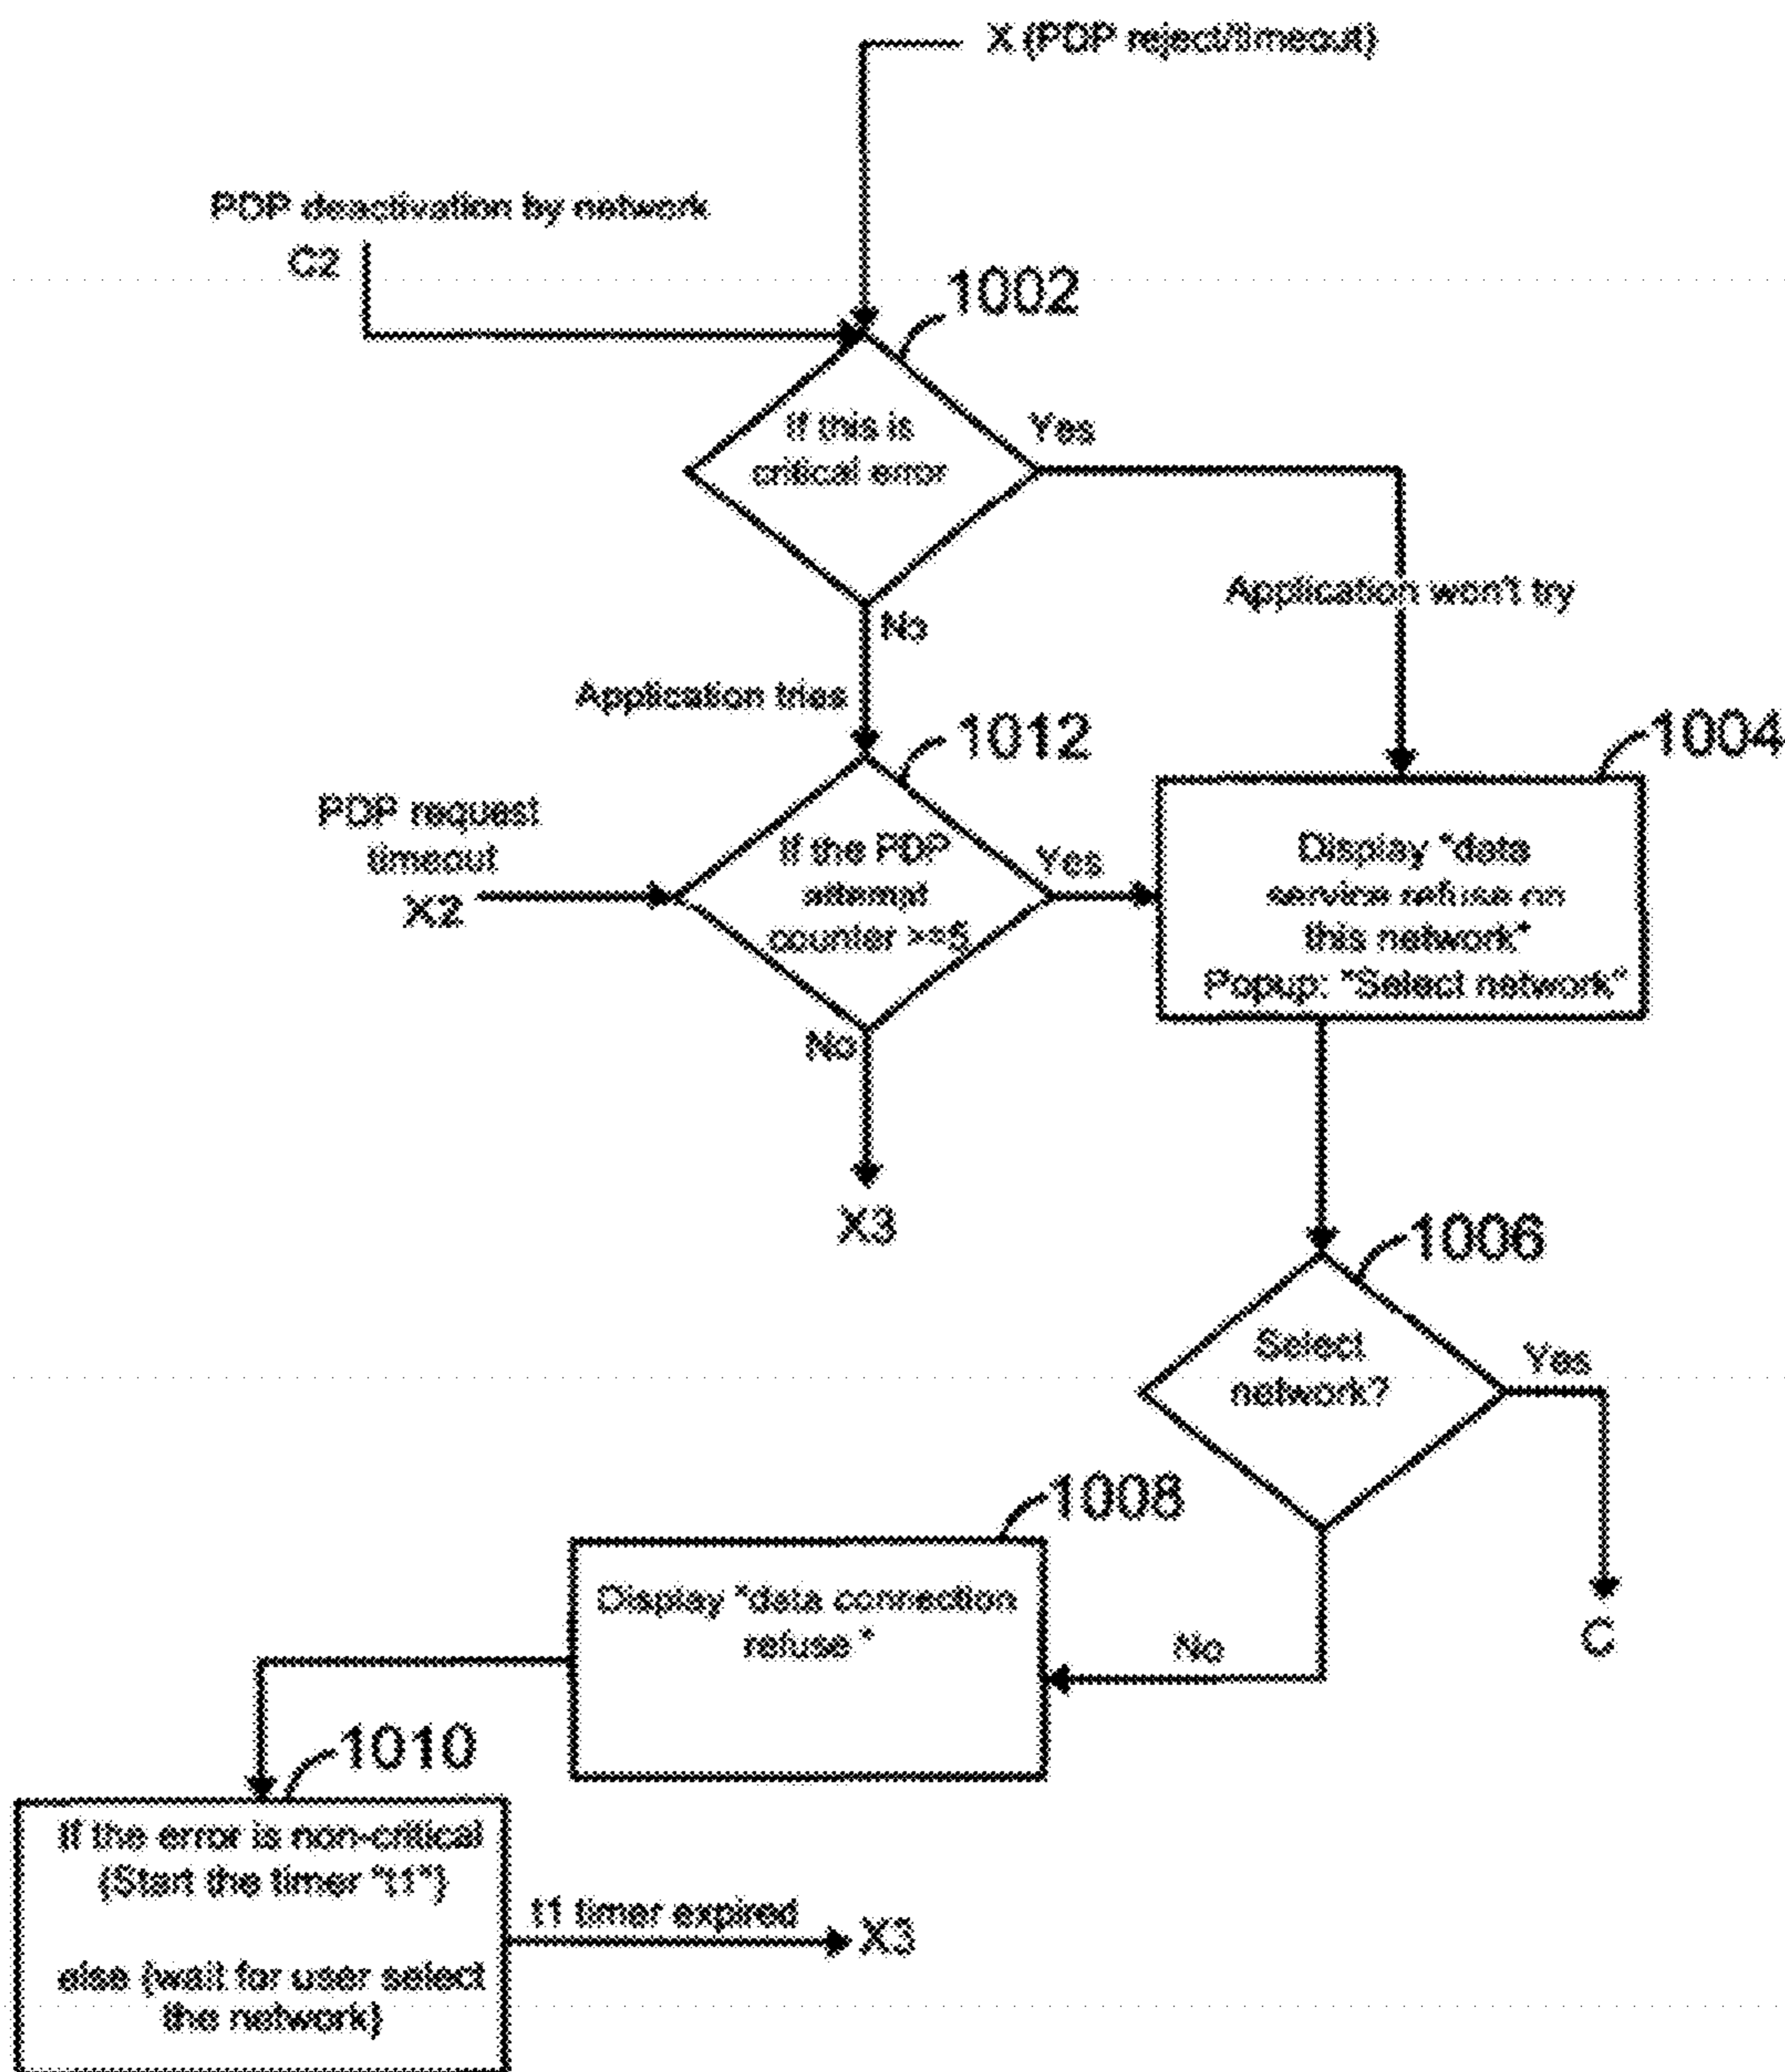 X (PDP reject/timeout)
PDP deactivation by network
C2
1002
If this is
critical error
Yes
Application won't try
No
Application tries
1012
1004
PDP request
timeout
X2
If the PDP
attempt
counter >=5
Yes
Display "data
service refuse on
this network"
Popup: "Select network"
No
X3
1006
Select
network?
Yes
C
1008
Display "data connection
refuse "
No
1010
If the error is non-critical
(Start the timer "t1")
else (wait for user select
the network)
t1 timer expired
X3